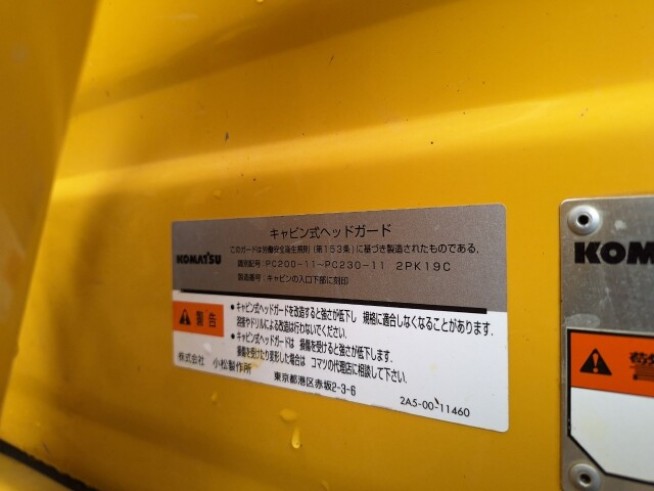 キャビン式ヘッドガード
このガードは労働安全衛生規則(第153条)に基づき製造されたものである.
KOMATSU
識別記号:PC200-11~PC230-11 2PK19C
製造番号:キャビンの入口下部に刻印
警告
• キャビン式ヘッドガードを改造すると強さが低下し 規格に適合しなくなることがあります.
溶接やドリルによる改造は行わないでください.
• キャビン式ヘッドガードは 損傷を受けると強さが低下します.
損傷を受けたり変形した場合は コマツの代理店に相談して下さい.
株式会社 小松製作所
東京都港区赤坂2-3-6
2A5-00-11460
KOM